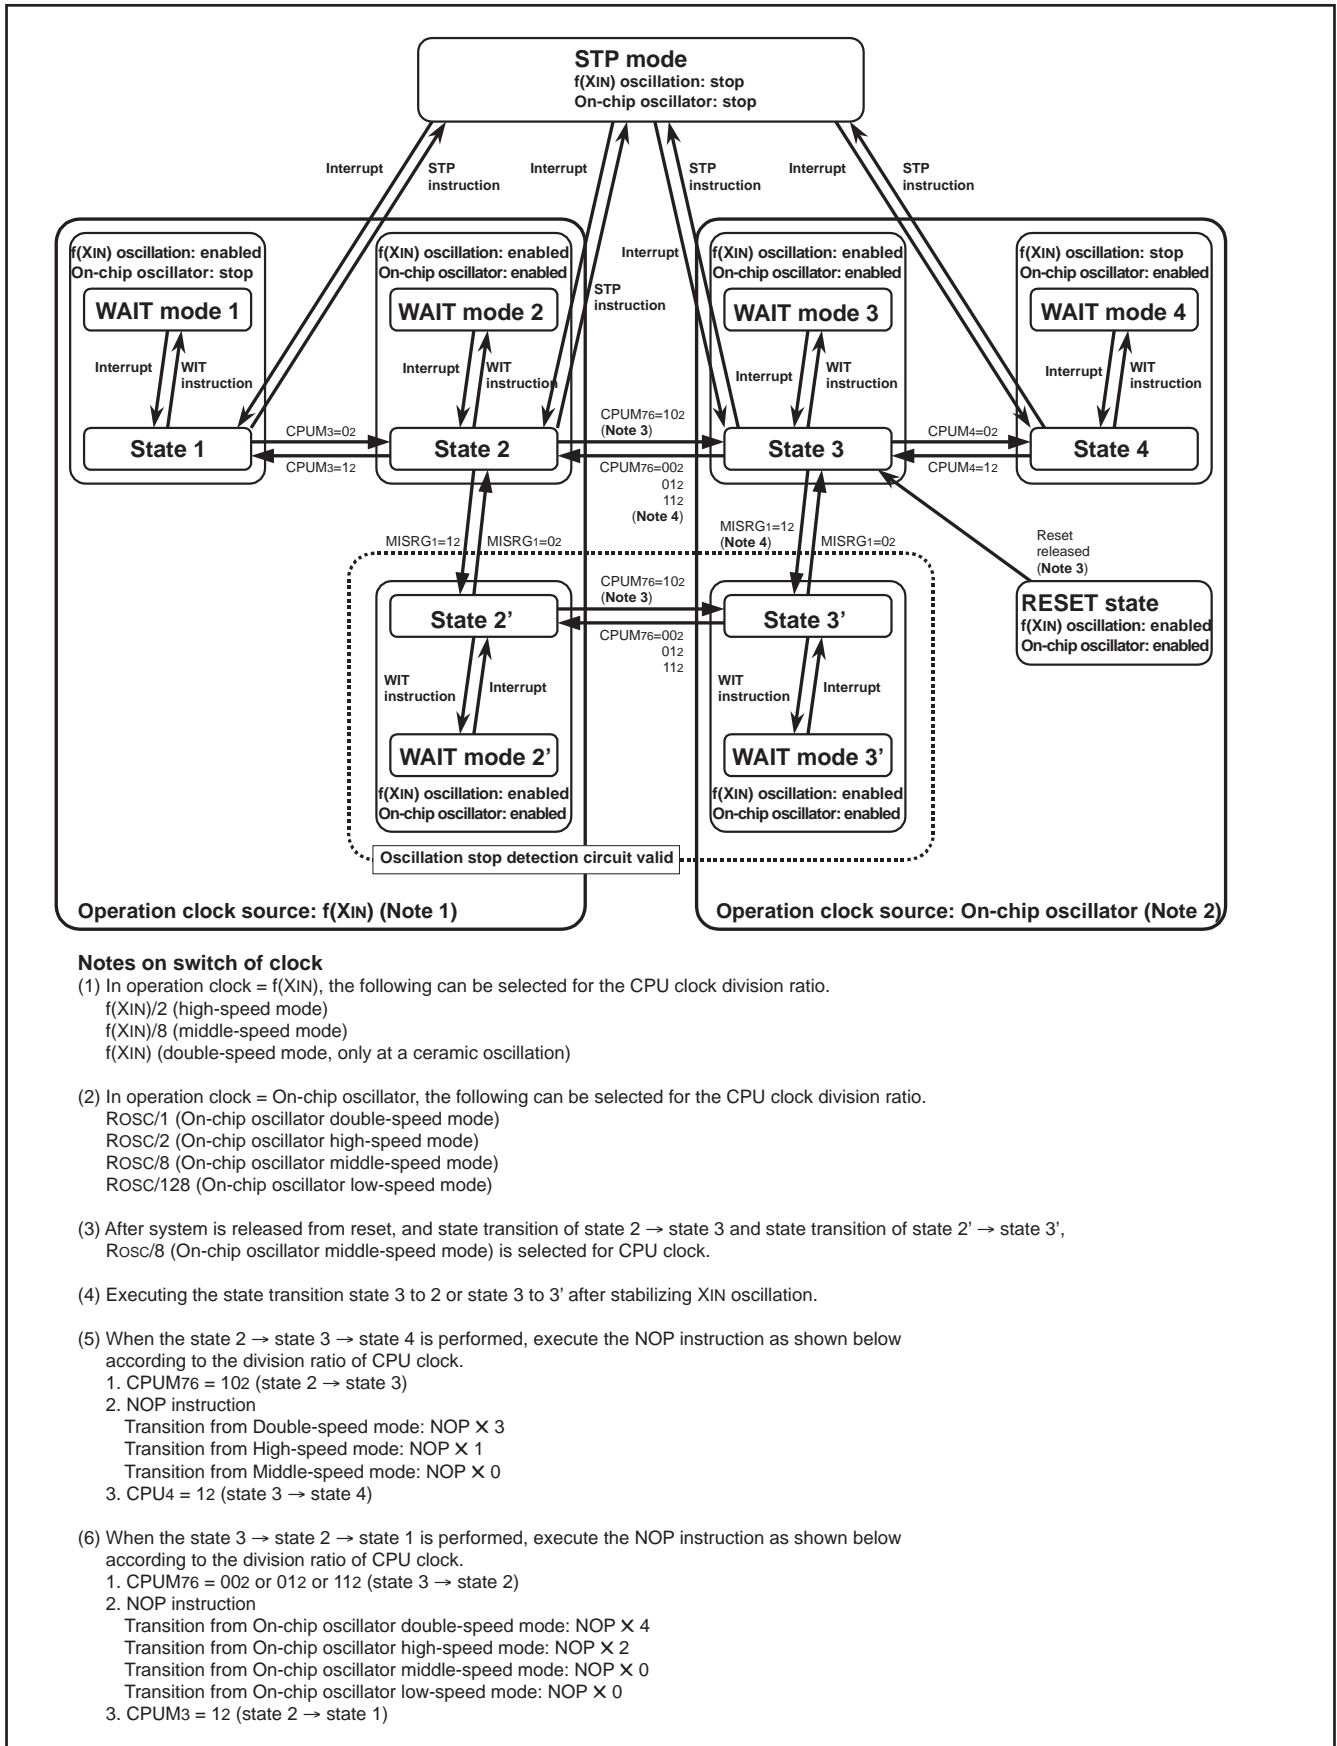 STP mode
f(XIN) oscillation: stop
On-chip oscillator: stop
Interrupt
STP
instruction
Interrupt
STP
instruction
Interrupt
STP
instruction
Interrupt
STP
instruction
f(XIN) oscillation: enabled
On-chip oscillator: stop
WAIT mode 1
Interrupt
WIT
instruction
State 1
CPUM3=02
CPUM3=12
f(XIN) oscillation: enabled
On-chip oscillator: enabled
WAIT mode 2
Interrupt
WIT
instruction
State 2
CPUM76=102
(Note 3)
CPUM76=002
012
112
(Note 4)
f(XIN) oscillation: enabled
On-chip oscillator: enabled
WAIT mode 3
Interrupt
WIT
instruction
State 3
CPUM4=02
CPUM4=12
f(XIN) oscillation: stop
On-chip oscillator: enabled
WAIT mode 4
Interrupt
WIT
instruction
State 4
MISRG1=12
MISRG1=02
MISRG1=12
(Note 4)
MISRG1=02
Reset
released
(Note 3)
RESET state
f(XIN) oscillation: enabled
On-chip oscillator: enabled
State 2’
CPUM76=102
(Note 3)
CPUM76=002
012
112
State 3’
WIT
instruction
Interrupt
WIT
instruction
Interrupt
WAIT mode 2’
f(XIN) oscillation: enabled
On-chip oscillator: enabled
WAIT mode 3’
f(XIN) oscillation: enabled
On-chip oscillator: enabled
Oscillation stop detection circuit valid
Operation clock source: f(XIN) (Note 1)
Operation clock source: On-chip oscillator (Note 2)
Notes on switch of clock
(1) In operation clock = f(XIN), the following can be selected for the CPU clock division ratio.
f(XIN)/2 (high-speed mode)
f(XIN)/8 (middle-speed mode)
f(XIN) (double-speed mode, only at a ceramic oscillation)
(2) In operation clock = On-chip oscillator, the following can be selected for the CPU clock division ratio.
ROSC/1 (On-chip oscillator double-speed mode)
ROSC/2 (On-chip oscillator high-speed mode)
ROSC/8 (On-chip oscillator middle-speed mode)
ROSC/128 (On-chip oscillator low-speed mode)
(3) After system is released from reset, and state transition of state 2 → state 3 and state transition of state 2' → state 3',
ROSC/8 (On-chip oscillator middle-speed mode) is selected for CPU clock.
(4) Executing the state transition state 3 to 2 or state 3 to 3' after stabilizing XIN oscillation.
(5) When the state 2 → state 3 → state 4 is performed, execute the NOP instruction as shown below
according to the division ratio of CPU clock.
1. CPUM76 = 102 (state 2 → state 3)
2. NOP instruction
Transition from Double-speed mode: NOP ✕ 3
Transition from High-speed mode: NOP ✕ 1
Transition from Middle-speed mode: NOP ✕ 0
3. CPU4 = 12 (state 3 → state 4)
(6) When the state 3 → state 2 → state 1 is performed, execute the NOP instruction as shown below
according to the division ratio of CPU clock.
1. CPUM76 = 002 or 012 or 112 (state 3 → state 2)
2. NOP instruction
Transition from On-chip oscillator double-speed mode: NOP ✕ 4
Transition from On-chip oscillator high-speed mode: NOP ✕ 2
Transition from On-chip oscillator middle-speed mode: NOP ✕ 0
Transition from On-chip oscillator low-speed mode: NOP ✕ 0
3. CPUM3 = 12 (state 2 → state 1)